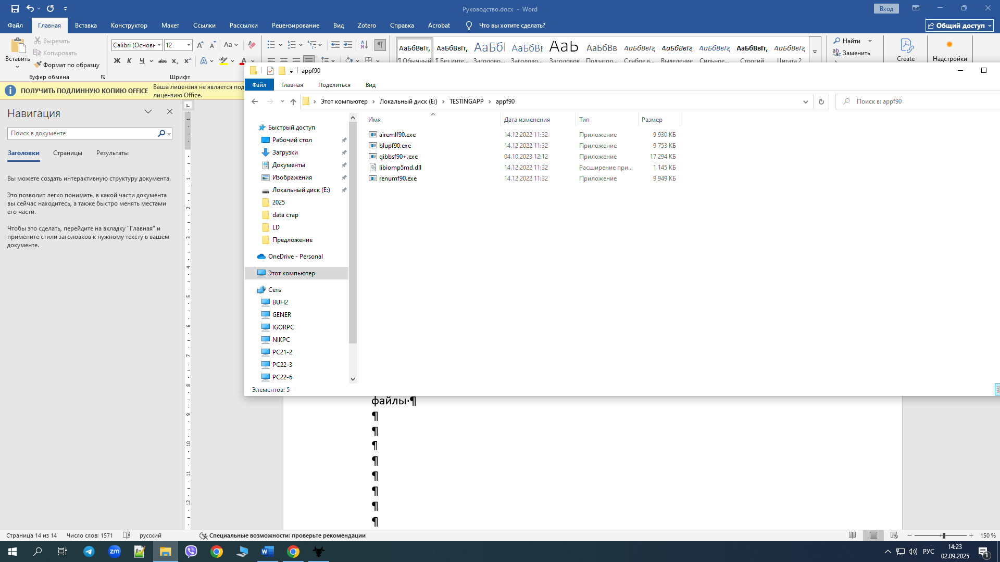 Руководство.docx - Word
Вход
Файл Главная Вставка Конструктор Макет Ссылки Рассылки Рецензирование Вид Zotero Справка Acrobat Что вы хотите сделать?
Общий доступ
Вставить
Вырезать
Копировать
Формат по образцу
Буфер обмена
Calibri (Основн 12
Aa
Ж К Ч abc x₂ x²
Шрифт
АаБбВвГг, АаБбВвГг, АаБбІ АаБбВı АаЬ АаБбВв АаБбВвГг АаБбВвГг, АаБбВвГг, АаБбВвГг, АаБбВвГг,
¶ Обычный ¶ Без инте... Заголово... Заголово... Заголовок Подзагол... Слабое в... Выделение Сильное... Строгий Цитата 2
Найти
Заменить
Create
Надстройки
ПОЛУЧИТЬ ПОДЛИННУЮ КОПИЮ OFFICE
Ваша лицензия не является под
лицензию Office.
Навигация
Поиск в документе
Заголовки Страницы Результаты
Вы можете создать интерактивную структуру документа.
Это позволит легко понимать, в какой части документа
вы сейчас находитесь, а также быстро менять местами
его части.
Чтобы это сделать, перейдите на вкладку "Главная" и
примените стили заголовков к нужному тексту в вашем
документе.
appf90
Файл Главная Поделиться Вид
Этот компьютер › Локальный диск (E:) › TESTINGAPP › appf90
Поиск в: appf90
Быстрый доступ
Рабочий стол
Загрузки
Документы
Изображения
Локальный диск (E:)
2025
data стар
LD
Предложение
OneDrive - Personal
Этот компьютер
Сеть
BUH2
GENER
IGORPC
NIKPC
PC21-2
PC22-3
PC22-6
Имя Дата изменения Тип Размер
airemlf90.exe 14.12.2022 11:32 Приложение 9 930 КБ
blupf90.exe 14.12.2022 11:32 Приложение 9 753 КБ
gibbsf90+.exe 04.10.2023 12:12 Приложение 17 294 КБ
libiomp5md.dll 14.12.2022 11:32 Расширение при... 1 145 КБ
renumf90.exe 14.12.2022 11:32 Приложение 9 949 КБ
Элементов: 5
файлы·¶
¶
¶
¶
¶
¶
¶
¶
¶
Страница 14 из 14 Число слов: 1571 русский Специальные возможности: проверьте рекомендации
150 %
РУС
14:23
02.09.2025
1